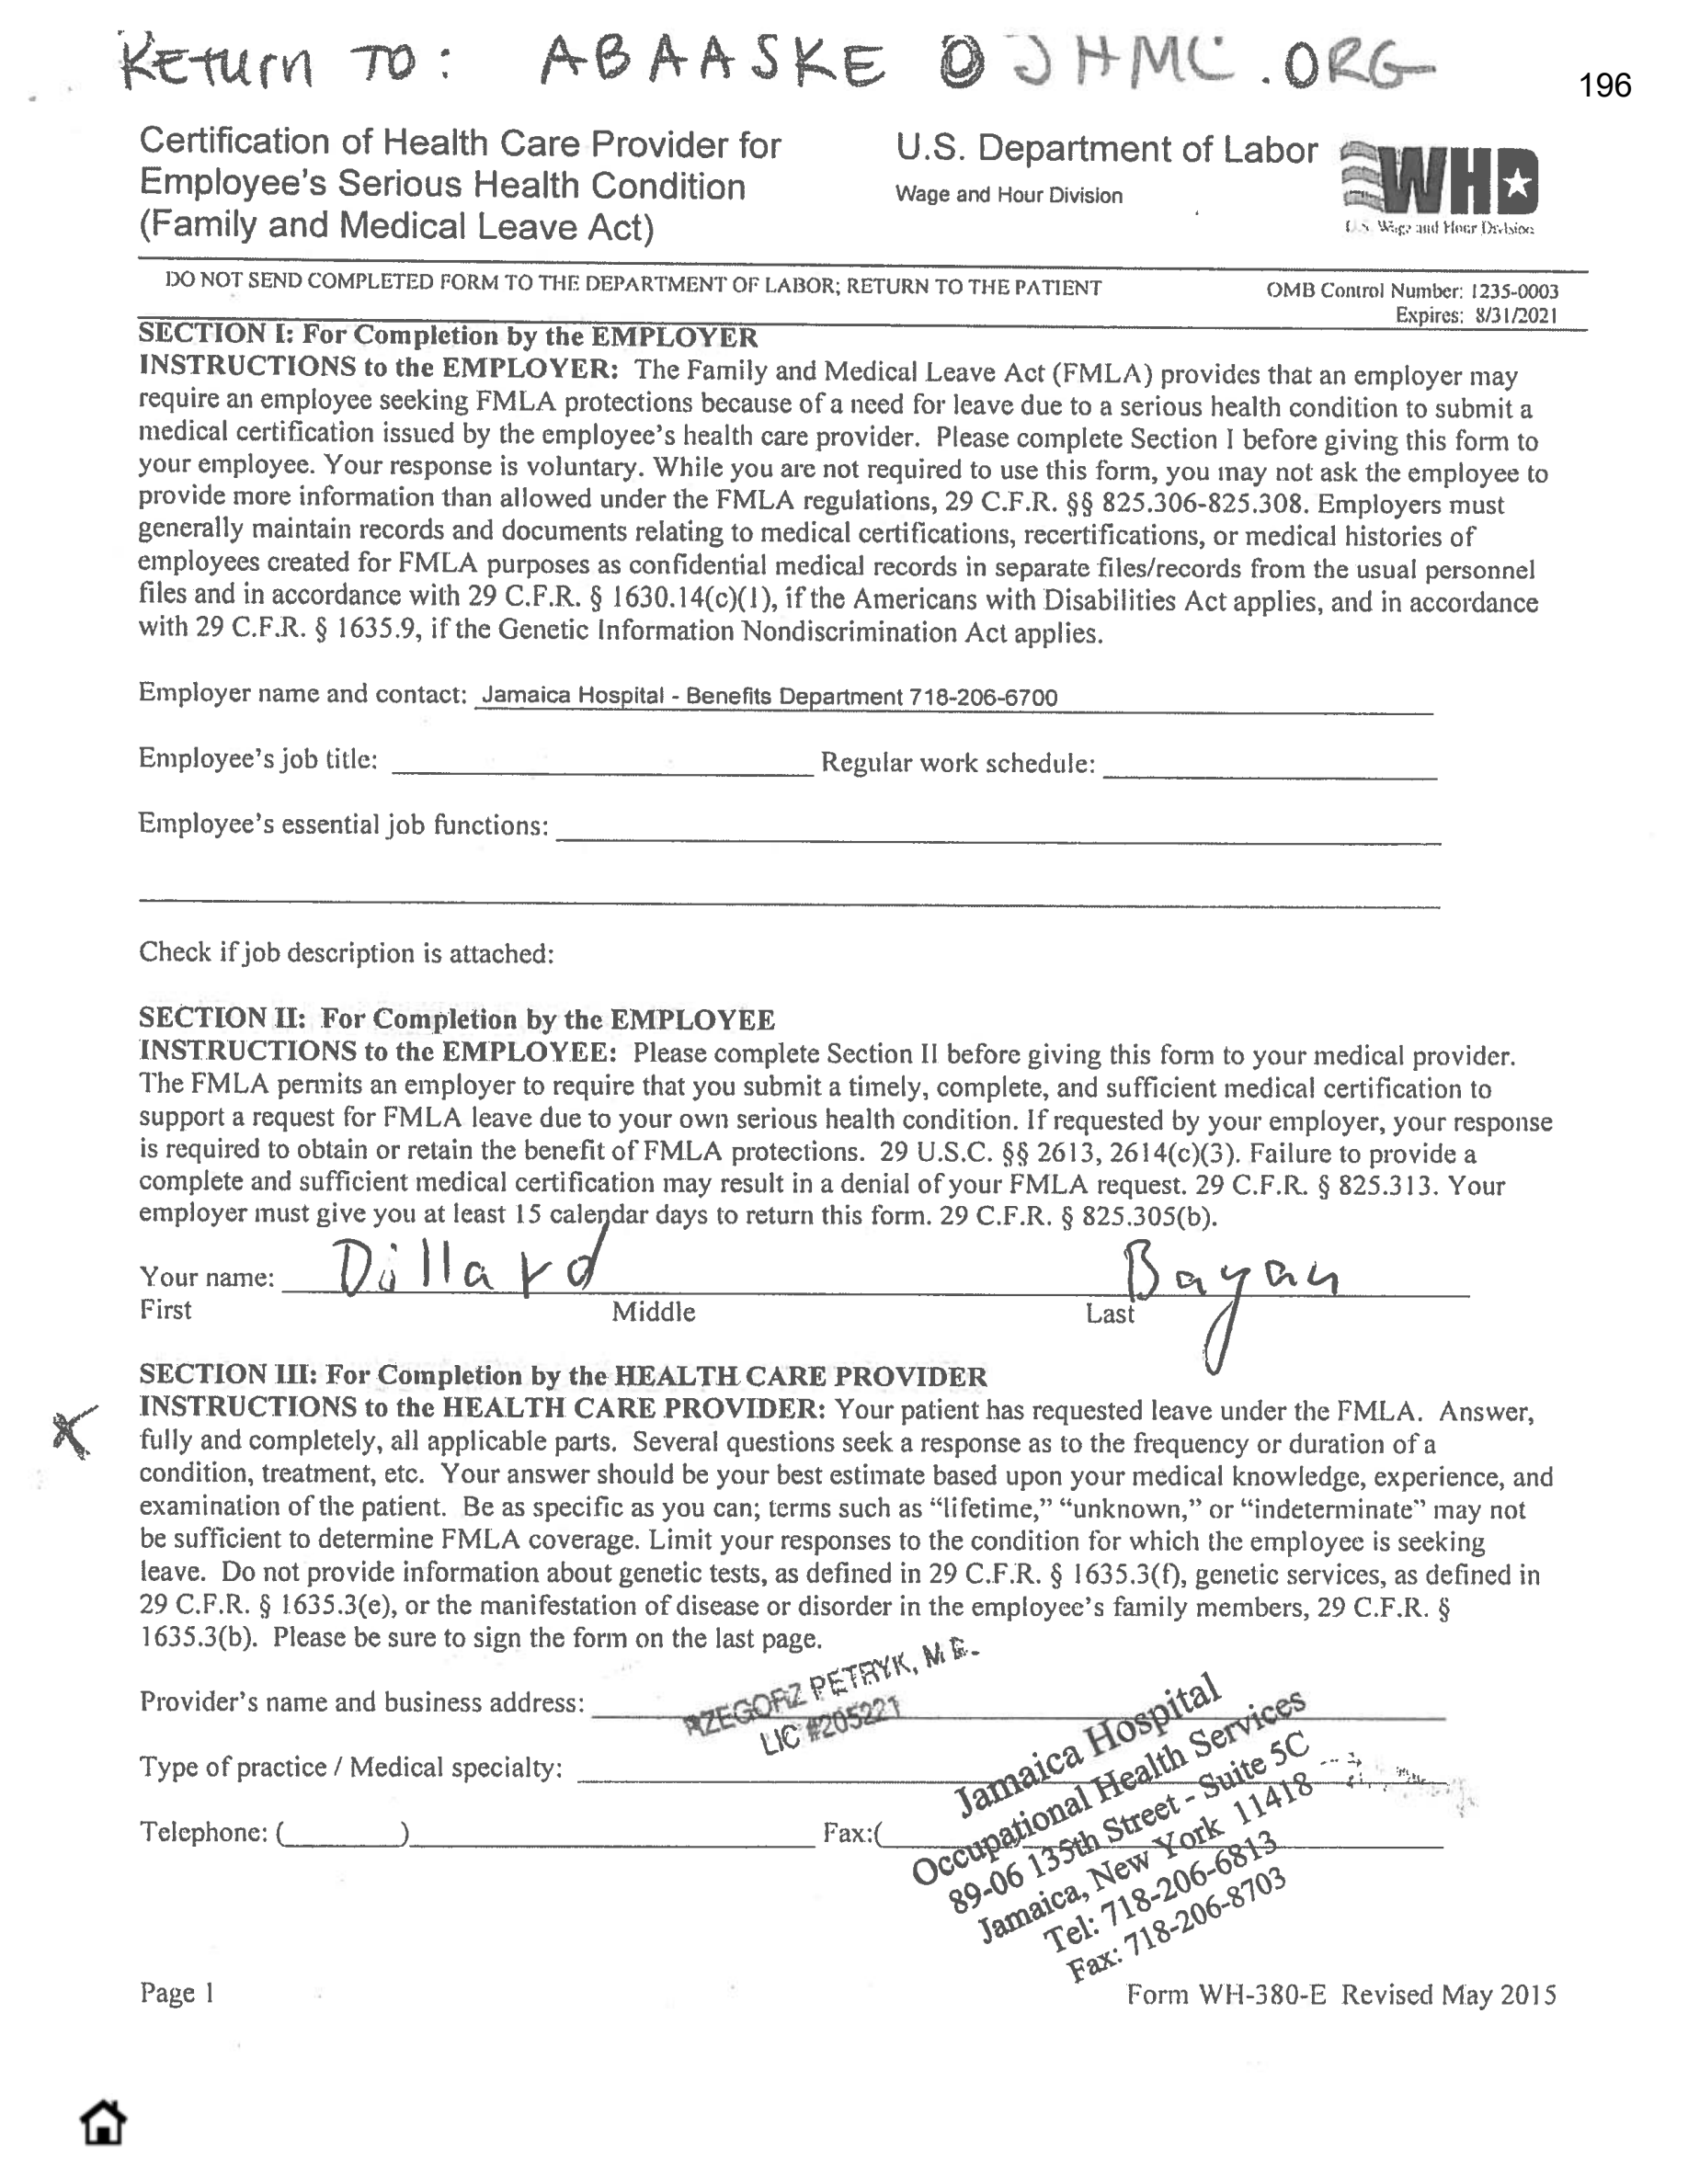 Return TO: ABAASKE @ JHMC.ORG
196
Certification of Health Care Provider for
Employee's Serious Health Condition
(Family and Medical Leave Act)
U.S. Department of Labor
Wage and Hour Division
WHD
U.S. Wage and Hour Division
DO NOT SEND COMPLETED FORM TO THE DEPARTMENT OF LABOR; RETURN TO THE PATIENT
OMB Control Number: 1235-0003
Expires: 8/31/2021
SECTION I: For Completion by the EMPLOYER
INSTRUCTIONS to the EMPLOYER: The Family and Medical Leave Act (FMLA) provides that an employer may
require an employee seeking FMLA protections because of a need for leave due to a serious health condition to submit a
medical certification issued by the employee's health care provider. Please complete Section I before giving this form to
your employee. Your response is voluntary. While you are not required to use this form, you may not ask the employee to
provide more information than allowed under the FMLA regulations, 29 C.F.R. §§ 825.306-825.308. Employers must
generally maintain records and documents relating to medical certifications, recertifications, or medical histories of
employees created for FMLA purposes as confidential medical records in separate files/records from the usual personnel
files and in accordance with 29 C.F.R. § 1630.14(c)(1), if the Americans with Disabilities Act applies, and in accordance
with 29 C.F.R. § 1635.9, if the Genetic Information Nondiscrimination Act applies.
Employer name and contact: Jamaica Hospital - Benefits Department 718-206-6700
Employee's job title: Regular work schedule:
Employee's essential job functions:
Check if job description is attached:
SECTION II: For Completion by the EMPLOYEE
INSTRUCTIONS to the EMPLOYEE: Please complete Section II before giving this form to your medical provider.
The FMLA permits an employer to require that you submit a timely, complete, and sufficient medical certification to
support a request for FMLA leave due to your own serious health condition. If requested by your employer, your response
is required to obtain or retain the benefit of FMLA protections. 29 U.S.C. §§ 2613, 2614(c)(3). Failure to provide a
complete and sufficient medical certification may result in a denial of your FMLA request. 29 C.F.R. § 825.313. Your
employer must give you at least 15 calendar days to return this form. 29 C.F.R. § 825.305(b).
Your name: Dillard Bayan
First Middle Last
SECTION III: For Completion by the HEALTH CARE PROVIDER
INSTRUCTIONS to the HEALTH CARE PROVIDER: Your patient has requested leave under the FMLA. Answer,
fully and completely, all applicable parts. Several questions seek a response as to the frequency or duration of a
condition, treatment, etc. Your answer should be your best estimate based upon your medical knowledge, experience, and
examination of the patient. Be as specific as you can; terms such as "lifetime," "unknown," or "indeterminate" may not
be sufficient to determine FMLA coverage. Limit your responses to the condition for which the employee is seeking
leave. Do not provide information about genetic tests, as defined in 29 C.F.R. § 1635.3(f), genetic services, as defined in
29 C.F.R. § 1635.3(e), or the manifestation of disease or disorder in the employee's family members, 29 C.F.R. §
1635.3(b). Please be sure to sign the form on the last page.
Provider's name and business address:
RZEGORZ PETRYK, M.D.
LIC #205221
Type of practice / Medical specialty:
Telephone: ( ) Fax:(
Jamaica Hospital
Occupational Health Services
89-06 135th Street - Suite 5C
Jamaica, New York 11418
Tel: 718-206-6813
Fax: 718-206-8703
Page 1
Form WH-380-E Revised May 2015